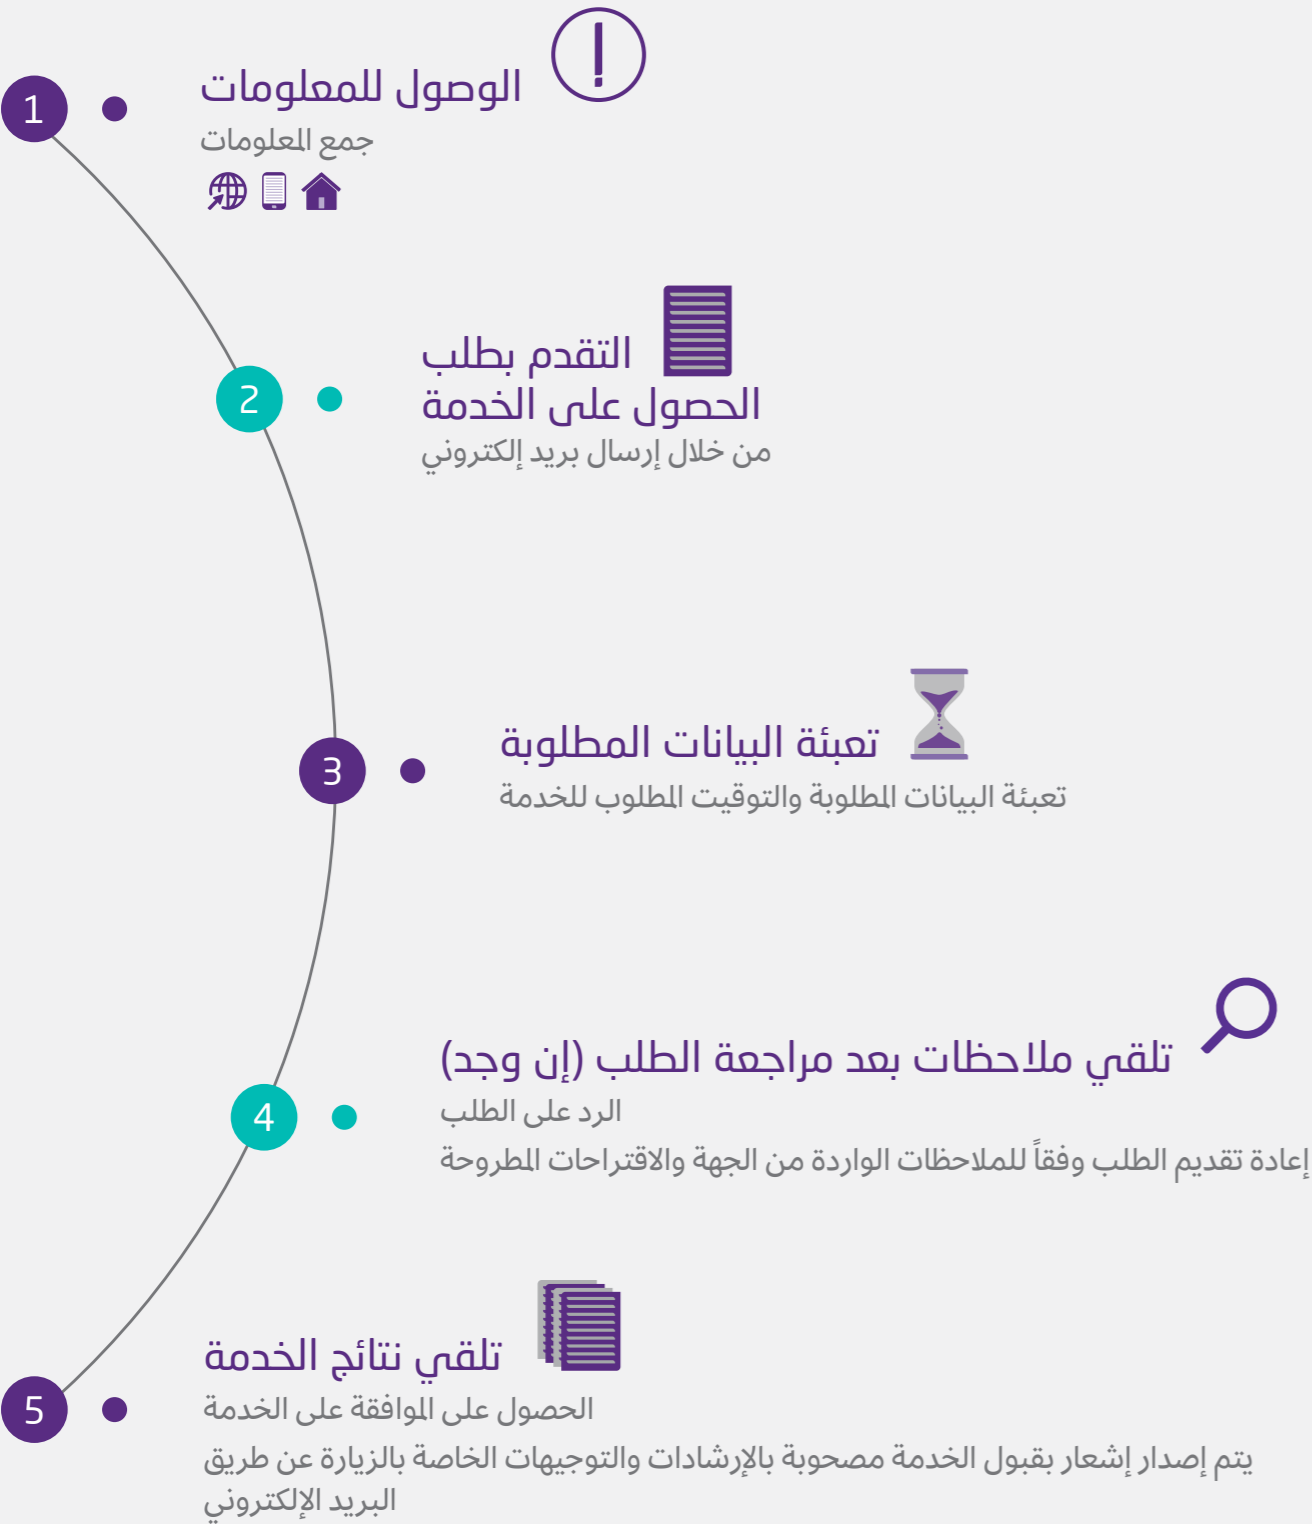 1
الوصول للمعلومات
جمع المعلومات
2
التقدم بطلب
الحصول على الخدمة
من خلال إرسال بريد إلكتروني
3
تعبئة البيانات المطلوبة
تعبئة البيانات المطلوبة والتوقيت المطلوب للخدمة
4
تلقي ملاحظات بعد مراجعة الطلب (إن وجد)
الرد على الطلب
إعادة تقديم الطلب وفقاً للملاحظات الواردة من الجهة والاقتراحات المطروحة
5
تلقي نتائج الخدمة
الحصول على الموافقة على الخدمة
يتم إصدار إشعار بقبول الخدمة مصحوبة بالإرشادات والتوجيهات الخاصة بالزيارة عن طريق
البريد الإلكتروني